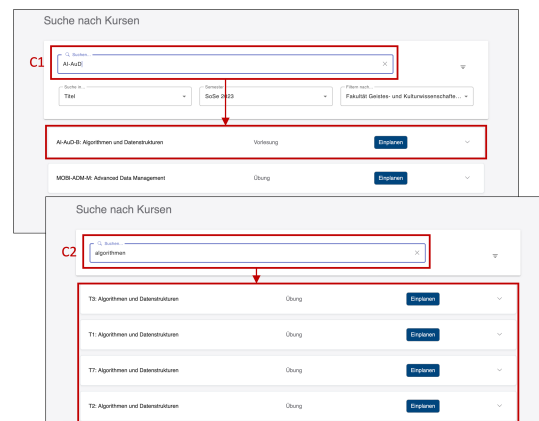 Suche nach Kursen
C1
Suchen...
AI-AuD
Suche in...
Titel
Semester
SoSe 2023
Filtern nach...
Fakultät Geistes- und Kulturwissenschafte...
AI-AuD-B: Algorithmen und Datenstrukturen Vorlesung Einplanen
MOBI-ADM-M: Advanced Data Management Übung Einplanen
Suche nach Kursen
C2
Suchen...
algorithmen
T3: Algorithmen und Datenstrukturen Übung Einplanen
T1: Algorithmen und Datenstrukturen Übung Einplanen
T7: Algorithmen und Datenstrukturen Übung Einplanen
T2: Algorithmen und Datenstrukturen Übung Einplanen